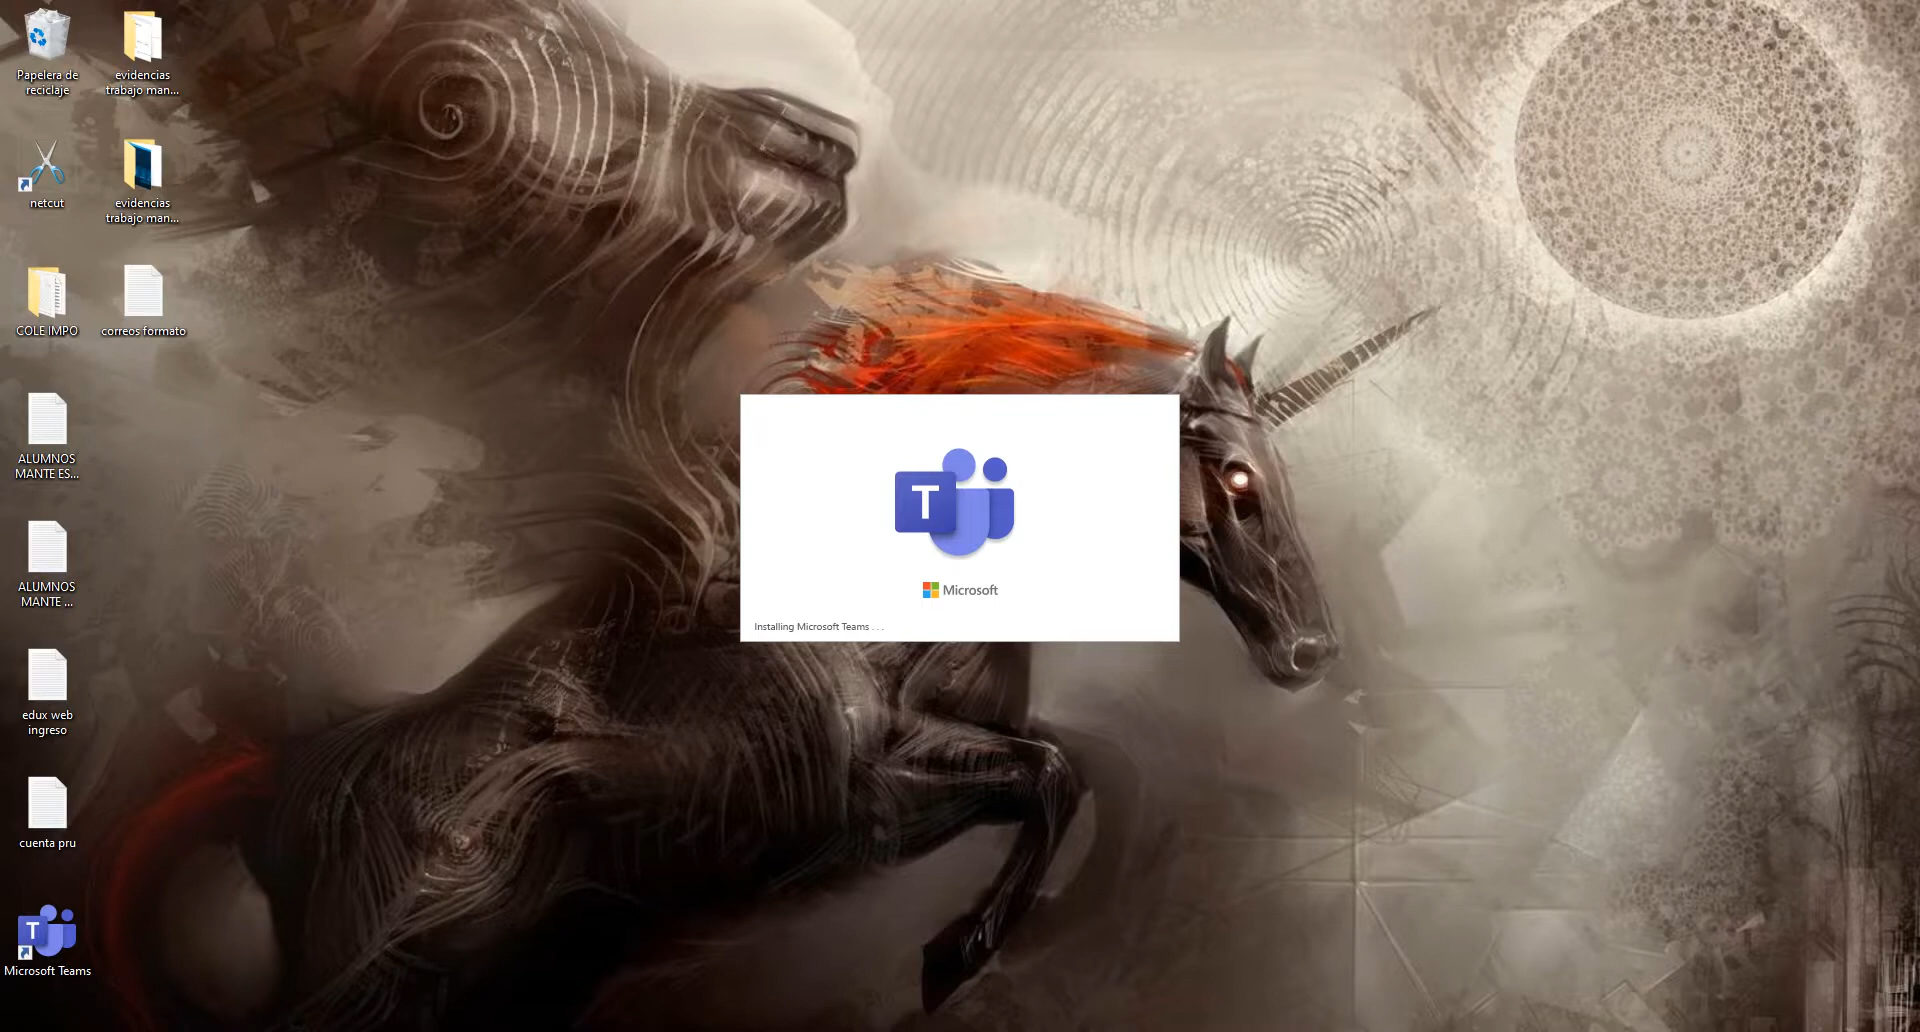 Papelera de
reciclaje
evidencias
trabajo man...
netcut
evidencias
trabajo man...
COLE IMPO
correos formato
ALUMNOS
MANTE ES...
ALUMNOS
MANTE ...
edux web
ingreso
cuenta pru
T
Microsoft Teams
T
Microsoft
Installing Microsoft Teams . . .